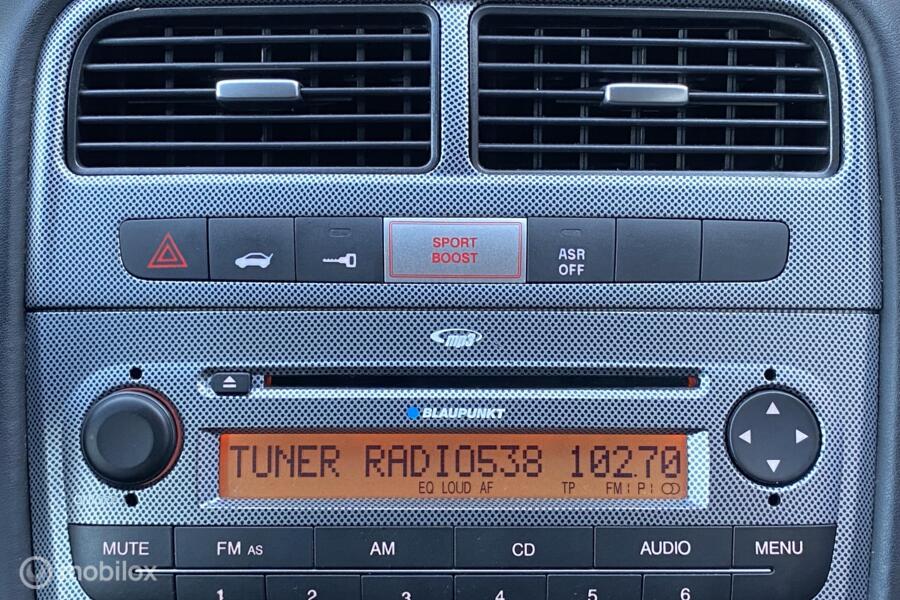 SPORT
BOOST
ASR
OFF
mp3
BLAUPUNKT
TUNER RADIO538 102.70
EQ LOUD AF TP FM I P I
MUTE FM AS AM CD AUDIO MENU
1 2 3 4 5 6
mobilox